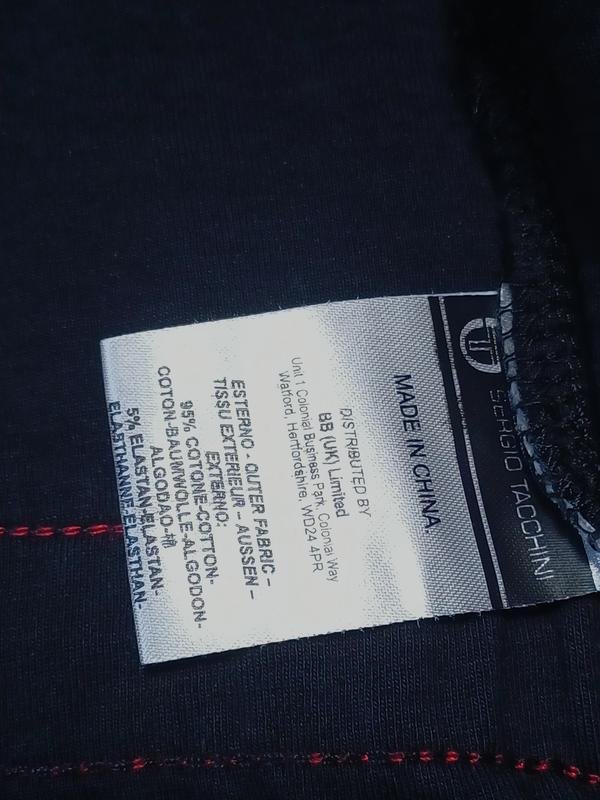 SERGIO TACCHINI
MADE IN CHINA.
DISTRIBUTED BY
BB (UK) Limited
Unit 1 Colonial Business Park, Colonial Way
Watford, Hertfordshire, WD24 4PR
ESTERNO - OUTER FABRIC –
TISSU EXTERIEUR – AUSSEN –
EXTERNO:
95% COTONE-COTTON-
COTON-BAUMWOLLE-ALGODON-
ALGODAO-棉
5% ELASTAN-ELASTAN-
ELASTHANNE-ELASTHAN-